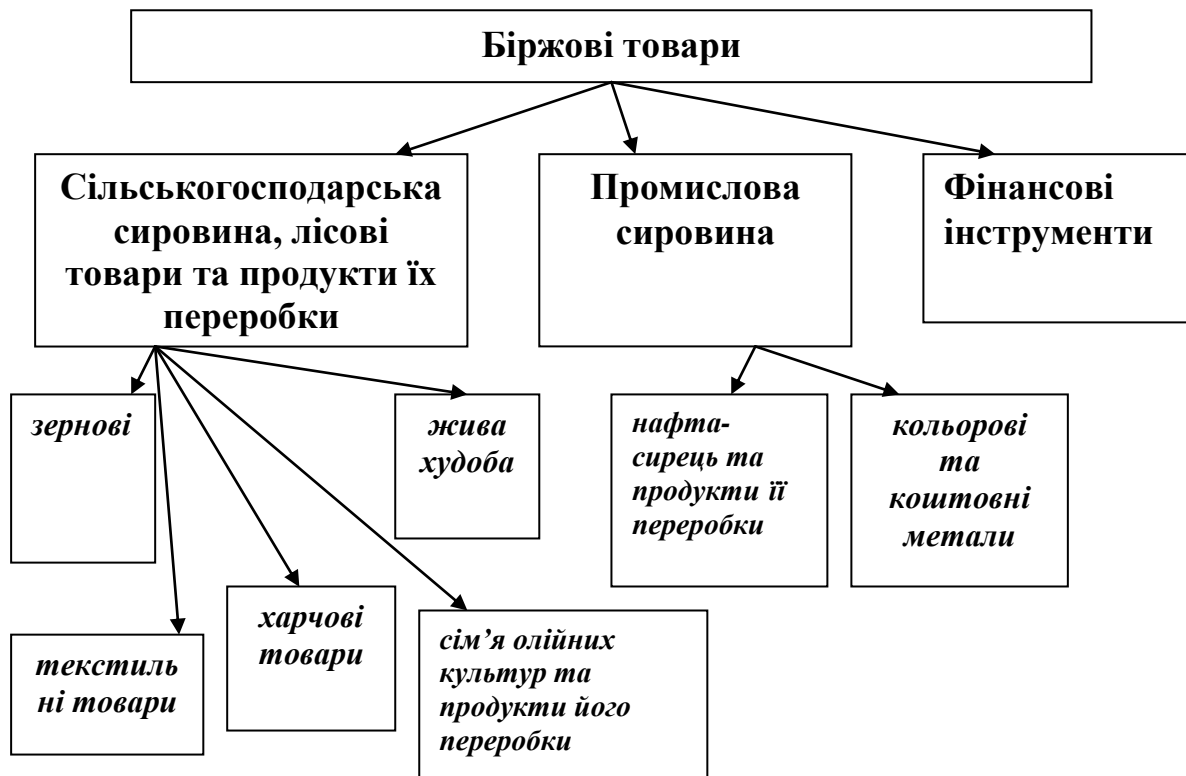 Біржові товари
Сільськогосподарська
сировина, лісові
товари та продукти їх
переробки
Промислова
сировина
Фінансові
інструменти
зернові
жива
худоба
нафта-
сирець та
продукти її
переробки
кольорові
та
коштовні
метали
текстиль
ні товари
харчові
товари
сім’я олійних
культур та
продукти його
переробки